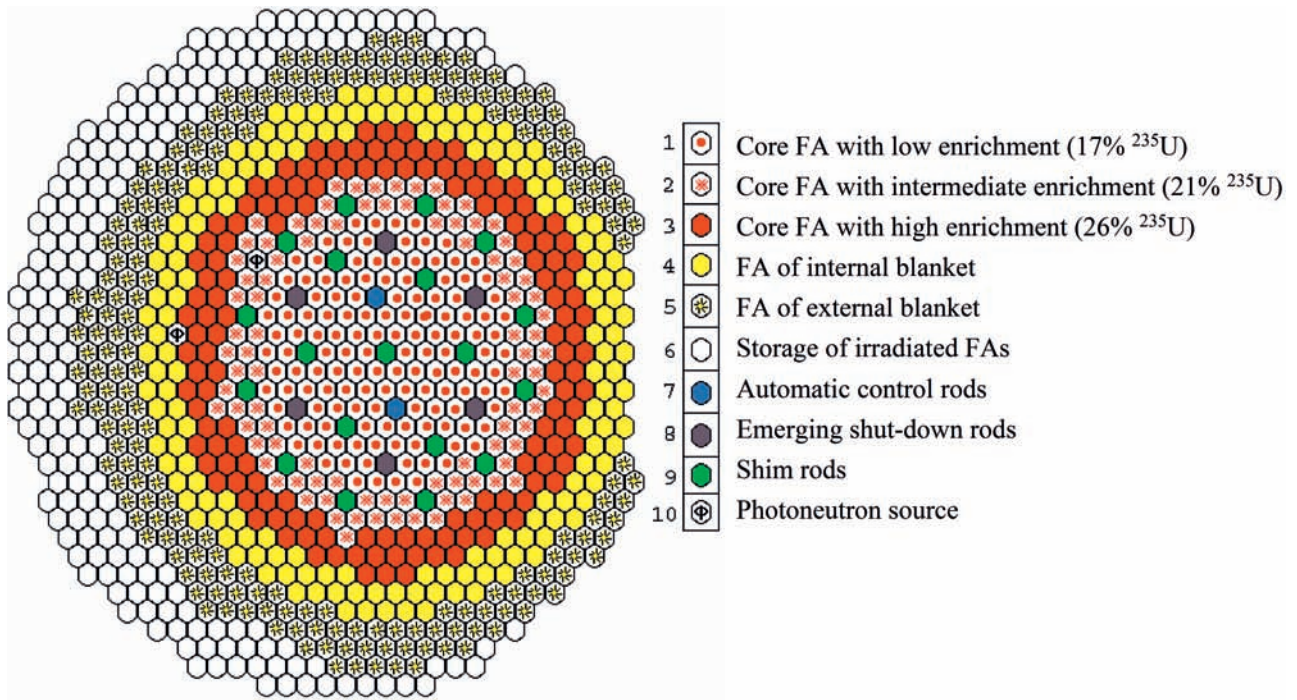 1 Core FA with low enrichment (17% ²³⁵U)
2 Core FA with intermediate enrichment (21% ²³⁵U)
3 Core FA with high enrichment (26% ²³⁵U)
4 FA of internal blanket
5 FA of external blanket
6 Storage of irradiated FAs
7 Automatic control rods
8 Emerging shut-down rods
9 Shim rods
10 Φ Photoneutron source
Φ
Φ